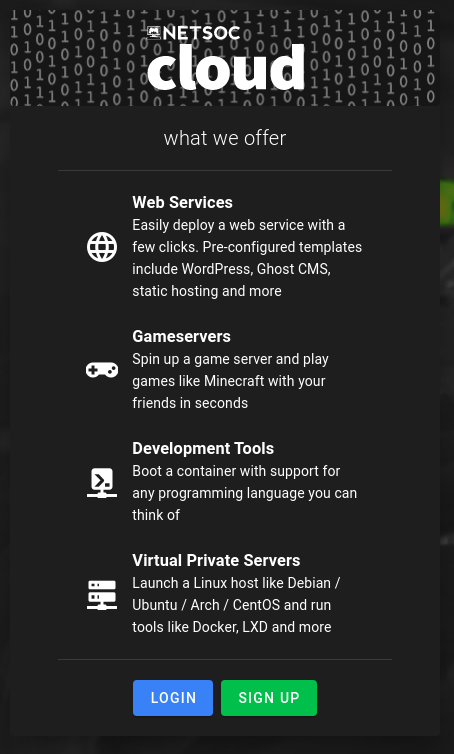 NETSOC
cloud
what we offer
Web Services
Easily deploy a web service with a
few clicks. Pre-configured templates
include WordPress, Ghost CMS,
static hosting and more
Gameservers
Spin up a game server and play
games like Minecraft with your
friends in seconds
Development Tools
Boot a container with support for
any programming language you can
think of
Virtual Private Servers
Launch a Linux host like Debian /
Ubuntu / Arch / CentOS and run
tools like Docker, LXD and more
LOGIN
SIGN UP